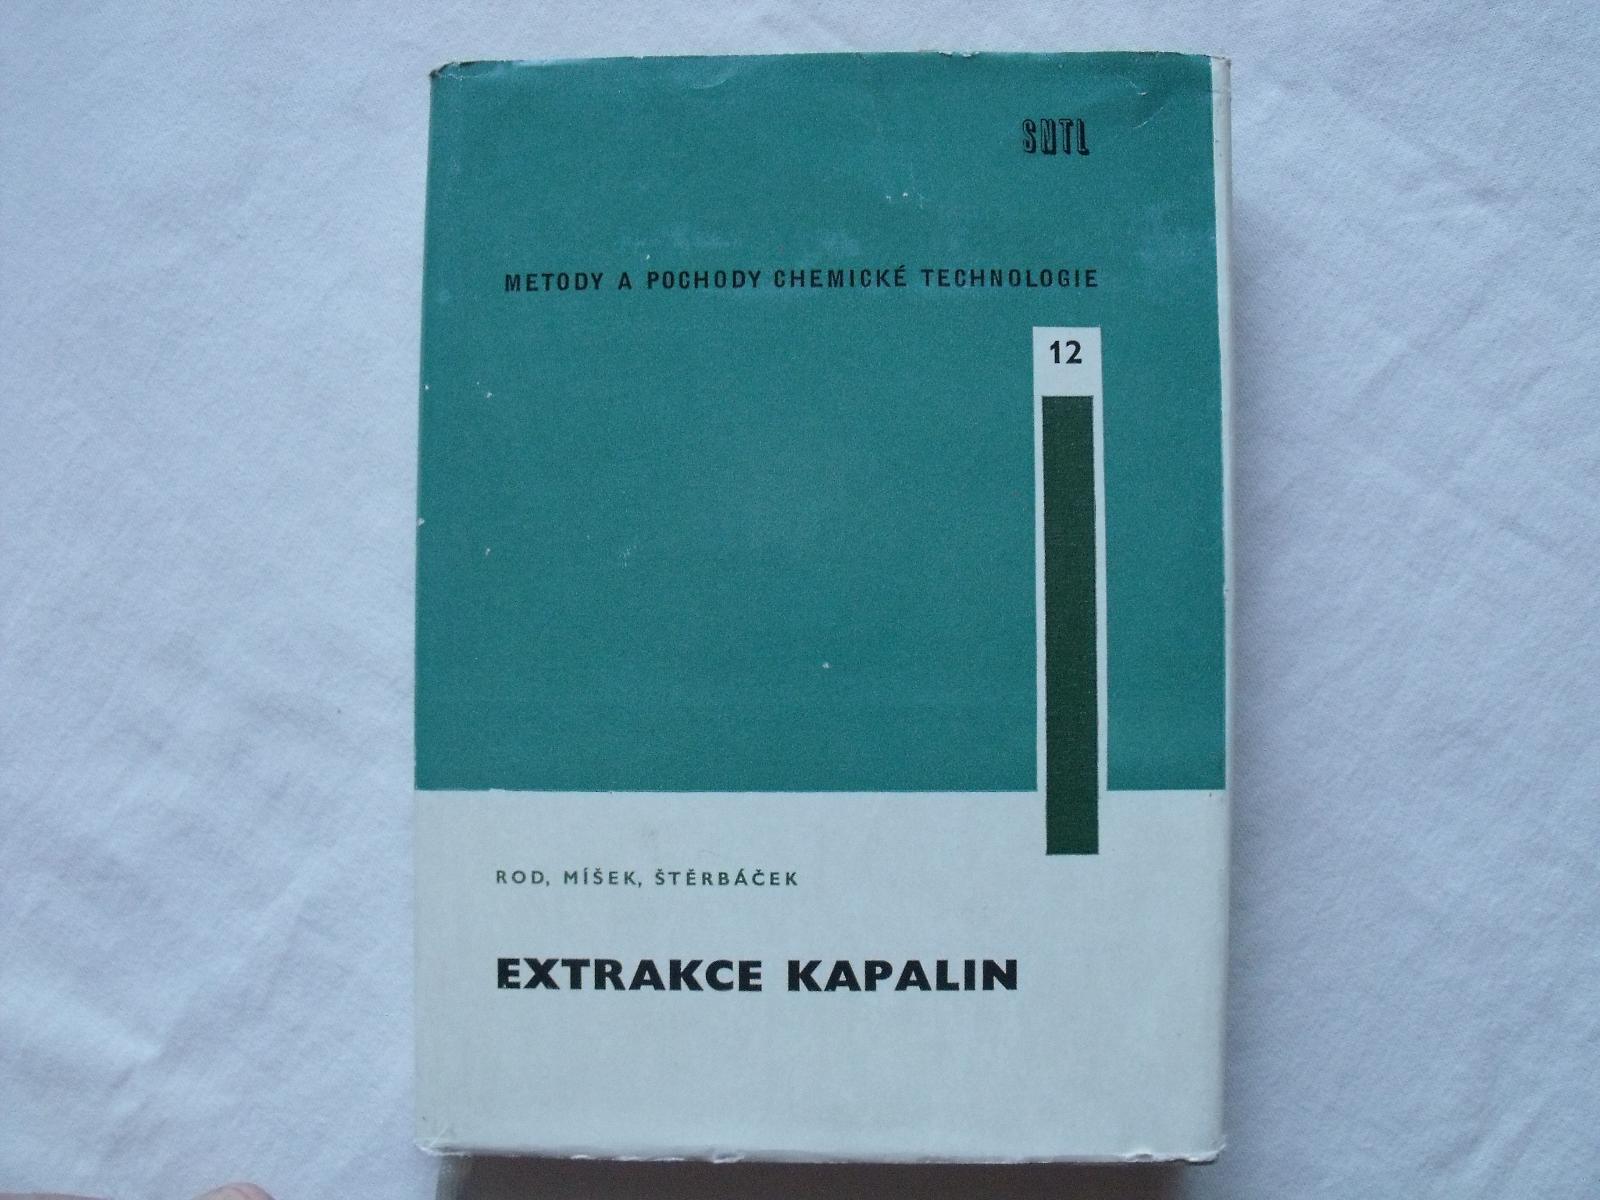 SNTL
METODY A POCHODY CHEMICKÉ TECHNOLOGIE
12
ROD, MÍŠEK, ŠTĚRBÁČEK
EXTRAKCE KAPALIN